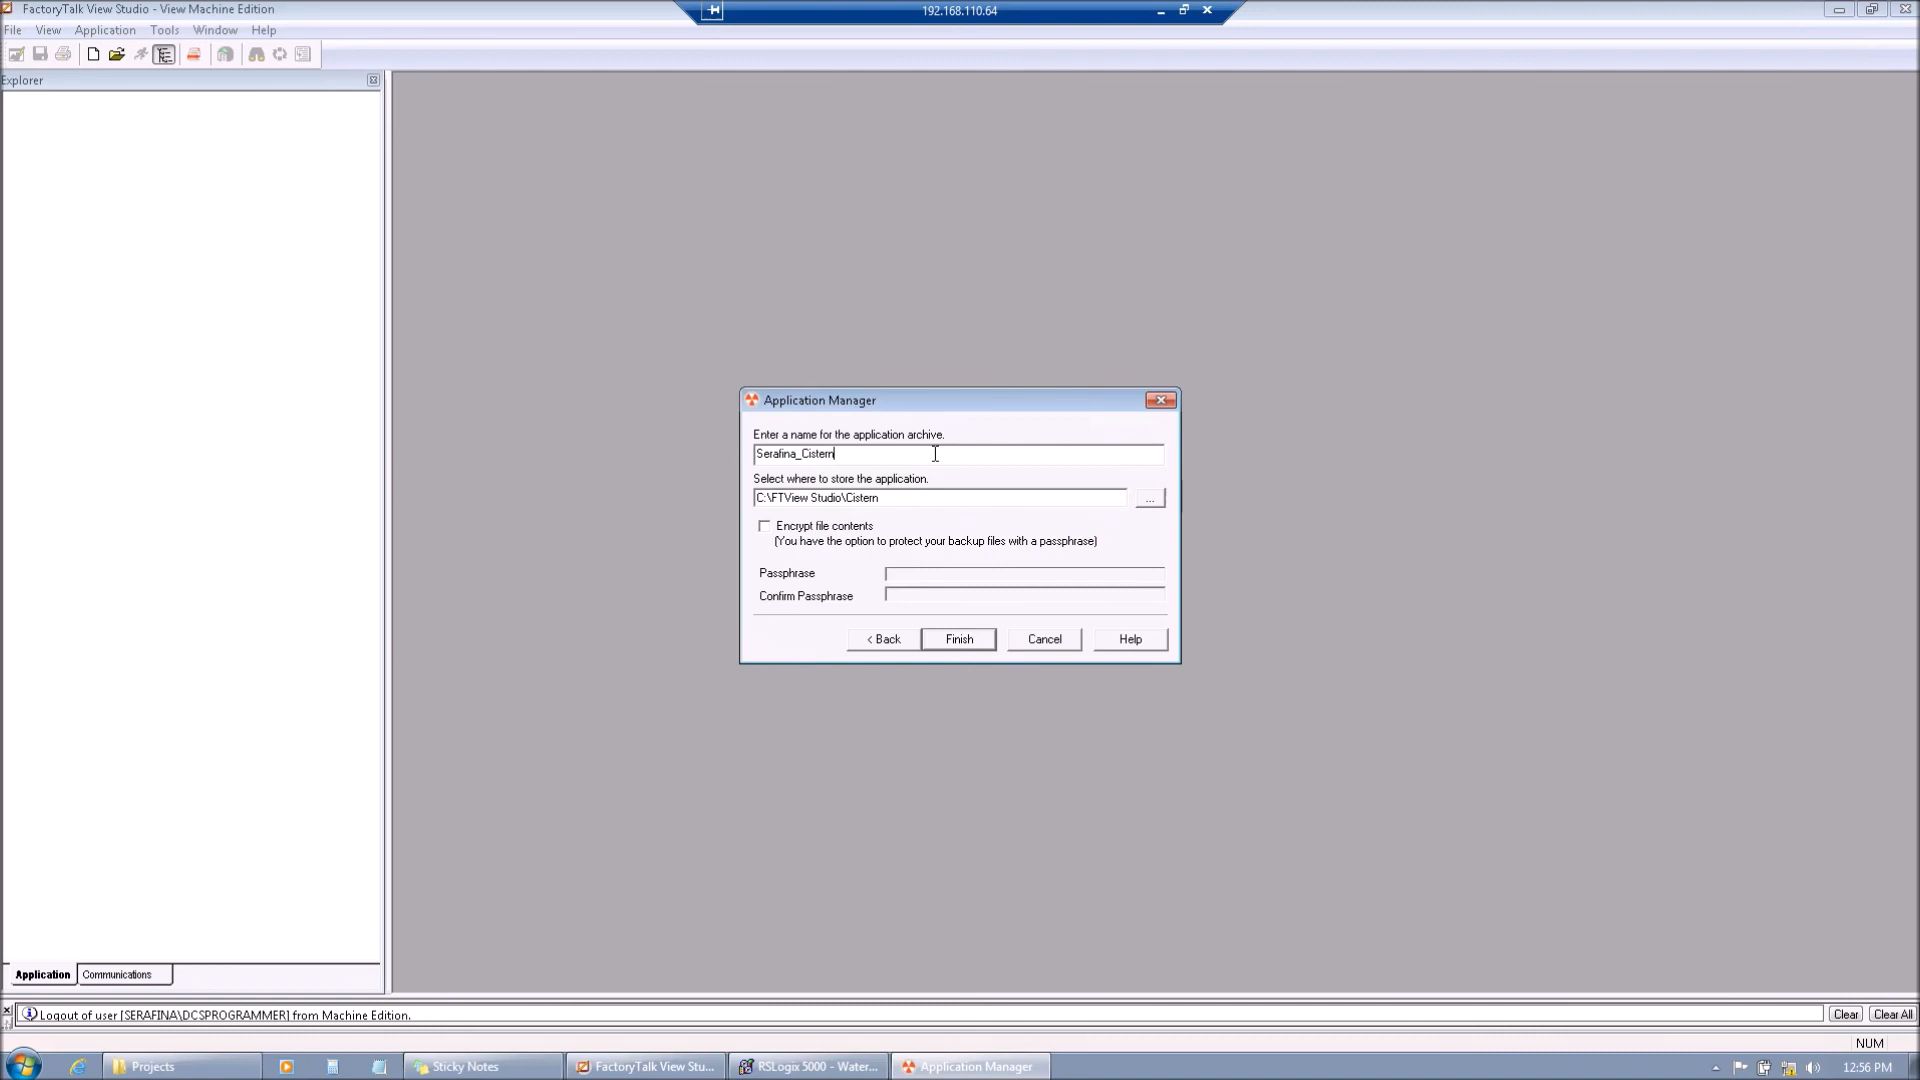 FactoryTalk View Studio - View Machine Edition
192.168.110.64
File View Application Tools Window Help
Explorer
Application Manager
Enter a name for the application archive.
Serafina_Cistern
Select where to store the application.
C:\FTView Studio\Cistern
...
Encrypt file contents
(You have the option to protect your backup files with a passphrase)
Passphrase
Confirm Passphrase
< Back Finish Cancel Help
Application Communications
Logout of user [SERAFINA\DCSPROGRAMMER] from Machine Edition.
Clear Clear All
NUM
Projects Sticky Notes FactoryTalk View Stu... RSLogix 5000 - Water... Application Manager 12:56 PM